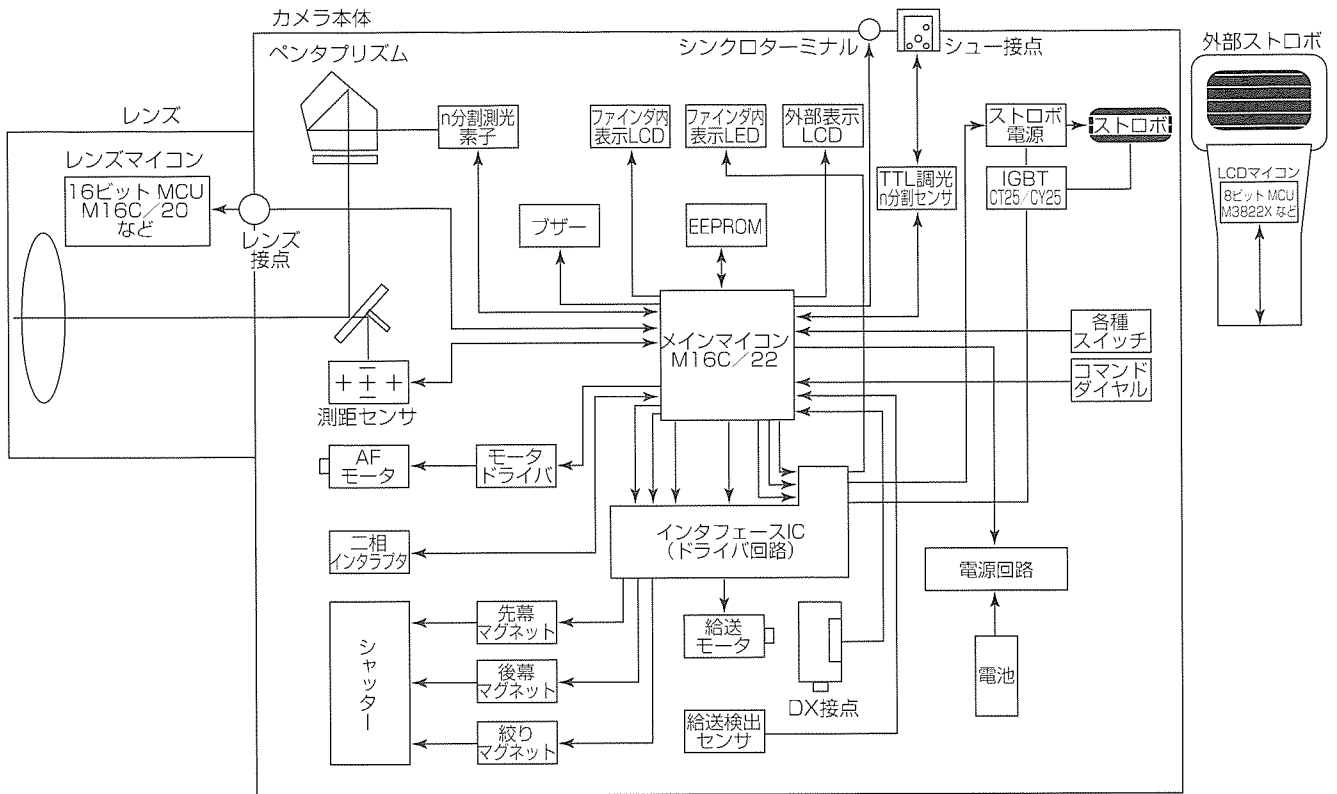 カメラ本体
ペンタプリズム
シンクロターミナル
シュー接点
外部ストロボ
レンズ
n分割測光
素子
ファインダ内
表示LCD
ファインダ内
表示LED
外部表示
LCD
ストロボ
電源
ストロボ
レンズマイコン
16ビット MCU
M16C／20
など
レンズ
接点
TTL調光
n分割センサ
IGBT
CT25／CY25
LCDマイコン
8ビット MCU
M3822X など
ブザー
EEPROM
メインマイコン
M16C／22
各種
スイッチ
コマンド
ダイヤル
測距センサ
AF
モータ
モータ
ドライバ
インタフェースIC
（ドライバ回路）
二相
インタラプタ
電源回路
シャッター
先幕
マグネット
後幕
マグネット
絞り
マグネット
給送
モータ
DX接点
給送検出
センサ
電池